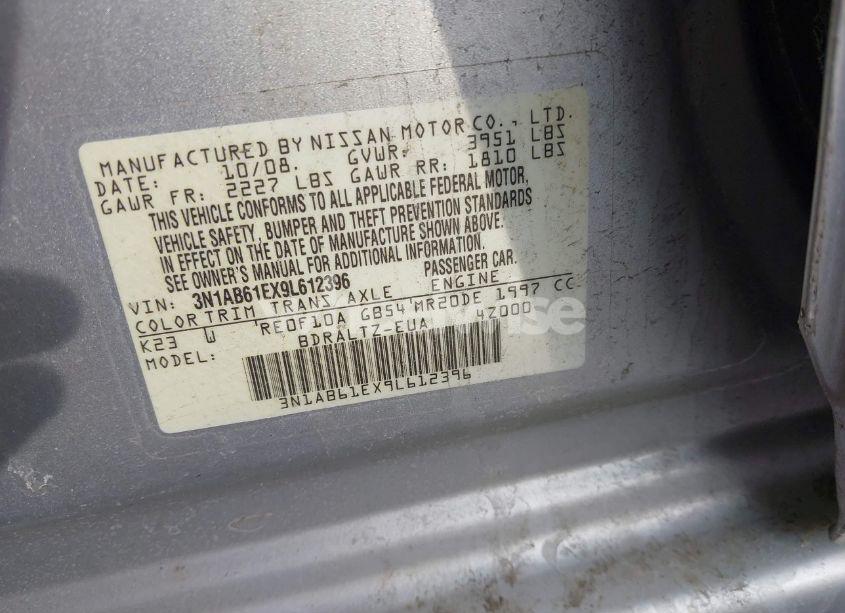 MANUFACTURED BY NISSAN MOTOR CO., LTD.
DATE: 10/08. GVWR: 3951 LBS
GAWR FR: 2227 LBS GAWR RR: 1810 LBS
THIS VEHICLE CONFORMS TO ALL APPLICABLE FEDERAL MOTOR,
VEHICLE SAFETY, BUMPER AND THEFT PREVENTION STANDARDS
IN EFFECT ON THE DATE OF MANUFACTURE SHOWN ABOVE.
SEE OWNER'S MANUAL FOR ADDITIONAL INFORMATION.
VIN: 3N1AB61EX9L612396 PASSENGER CAR.
COLOR TRIM TRANS AXLE ENGINE
K23 W RE0F10A GB54 MR20DE 1997 CC
MODEL: BDRALTZ-EUA 4Z000
3N1AB61EX9L612396